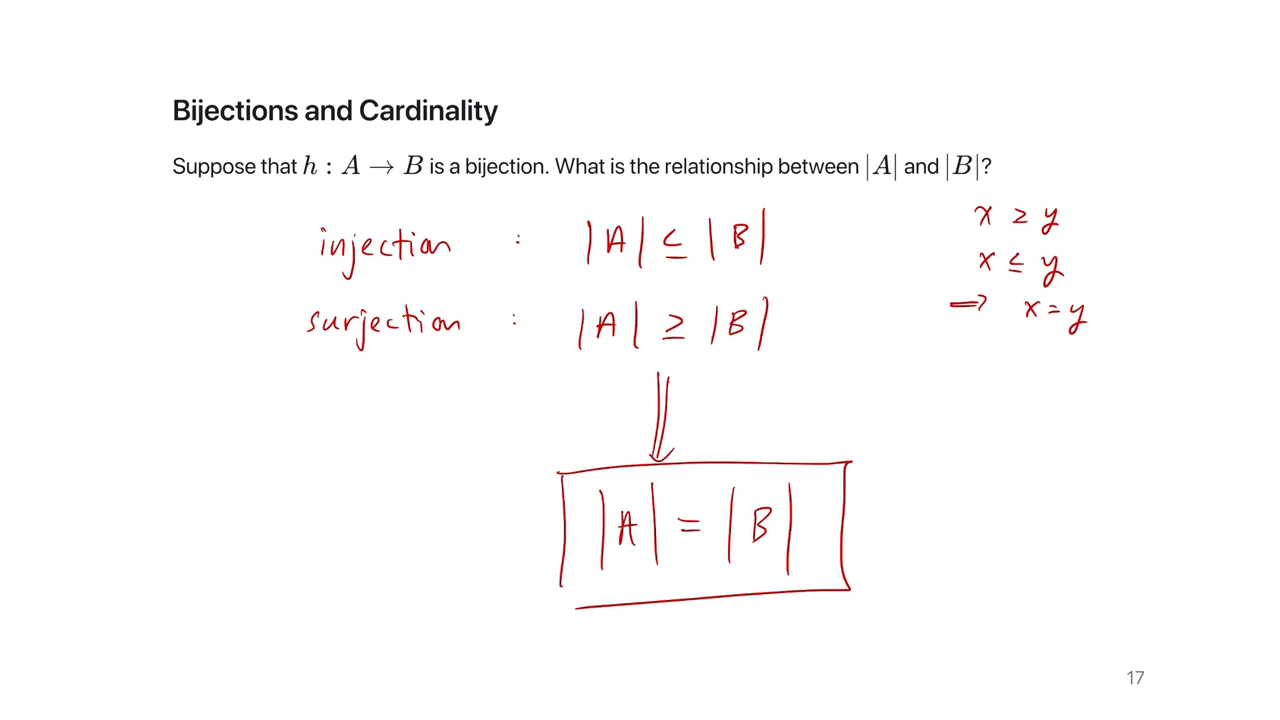 Bijections and Cardinality
Suppose that h : A → B is a bijection. What is the relationship between |A| and |B|?
injection : |A| ≤ |B|
surjection : |A| ≥ |B|
x ≥ y
x ≤ y
⇒ x = y
⇓
|A| = |B|
17